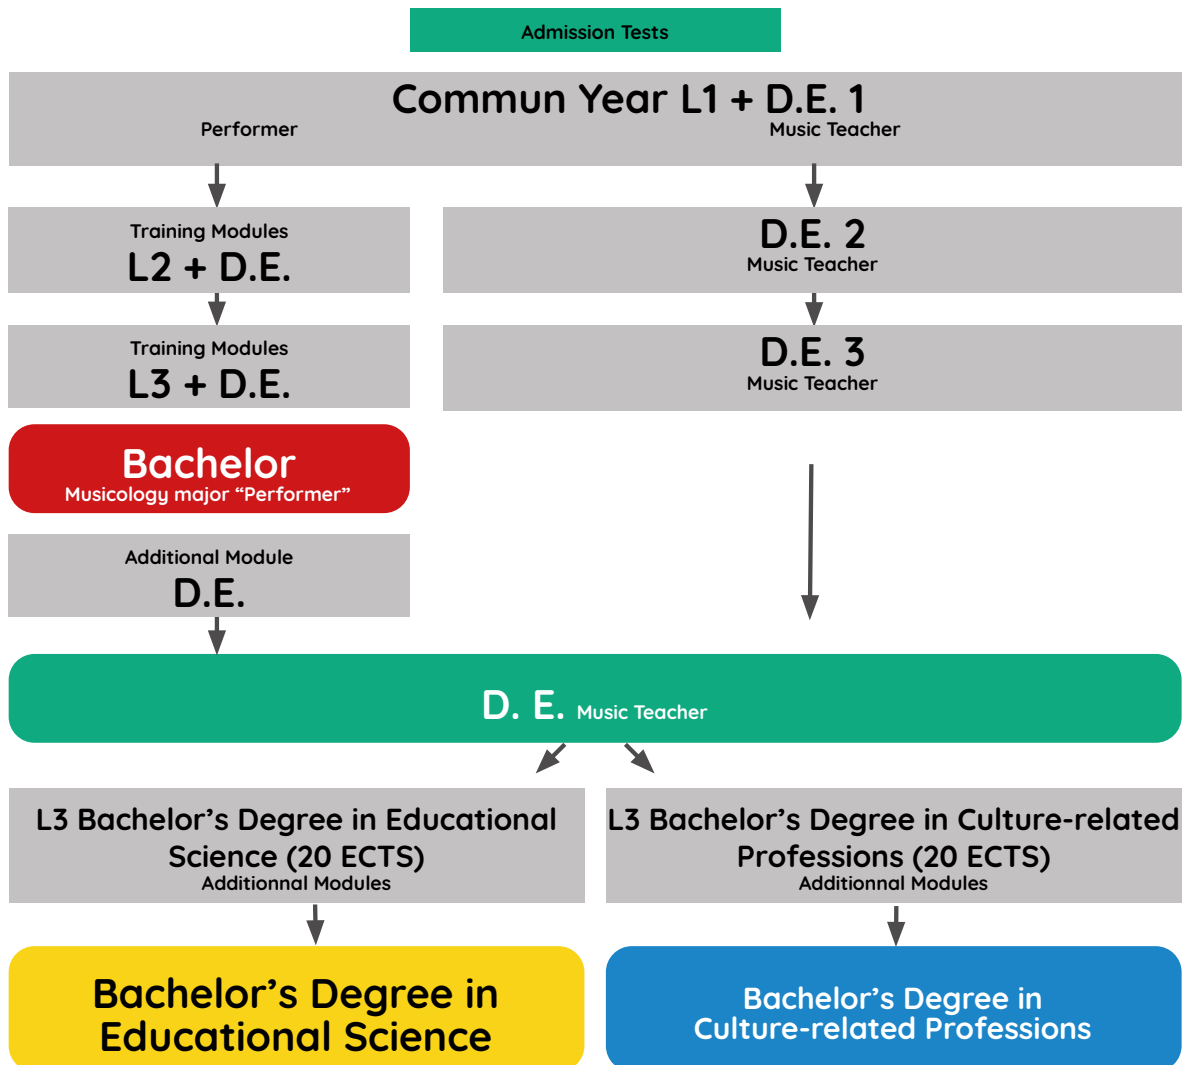 Admission Tests
Commun Year L1 + D.E. 1
Performer
Music Teacher
Training Modules
L2 + D.E.
D.E. 2
Music Teacher
Training Modules
L3 + D.E.
D.E. 3
Music Teacher
Bachelor
Musicology major “Performer”
Additional Module
D.E.
D. E. Music Teacher
L3 Bachelor’s Degree in Educational
Science (20 ECTS)
Additionnal Modules
L3 Bachelor’s Degree in Culture-related
Professions (20 ECTS)
Additionnal Modules
Bachelor’s Degree in
Educational Science
Bachelor’s Degree in
Culture-related Professions